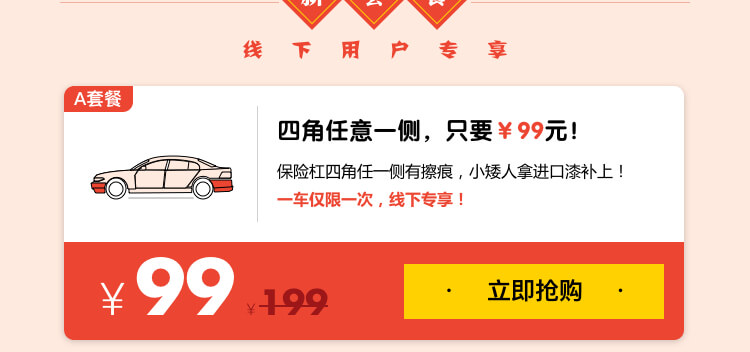 线下用户专享
A套餐
四角任意一侧，只要￥99元！
保险杠四角任一侧有擦痕，小矮人拿进口漆补上！
一车仅限一次，线下专享！
￥99 ￥199
· 立即抢购 ·